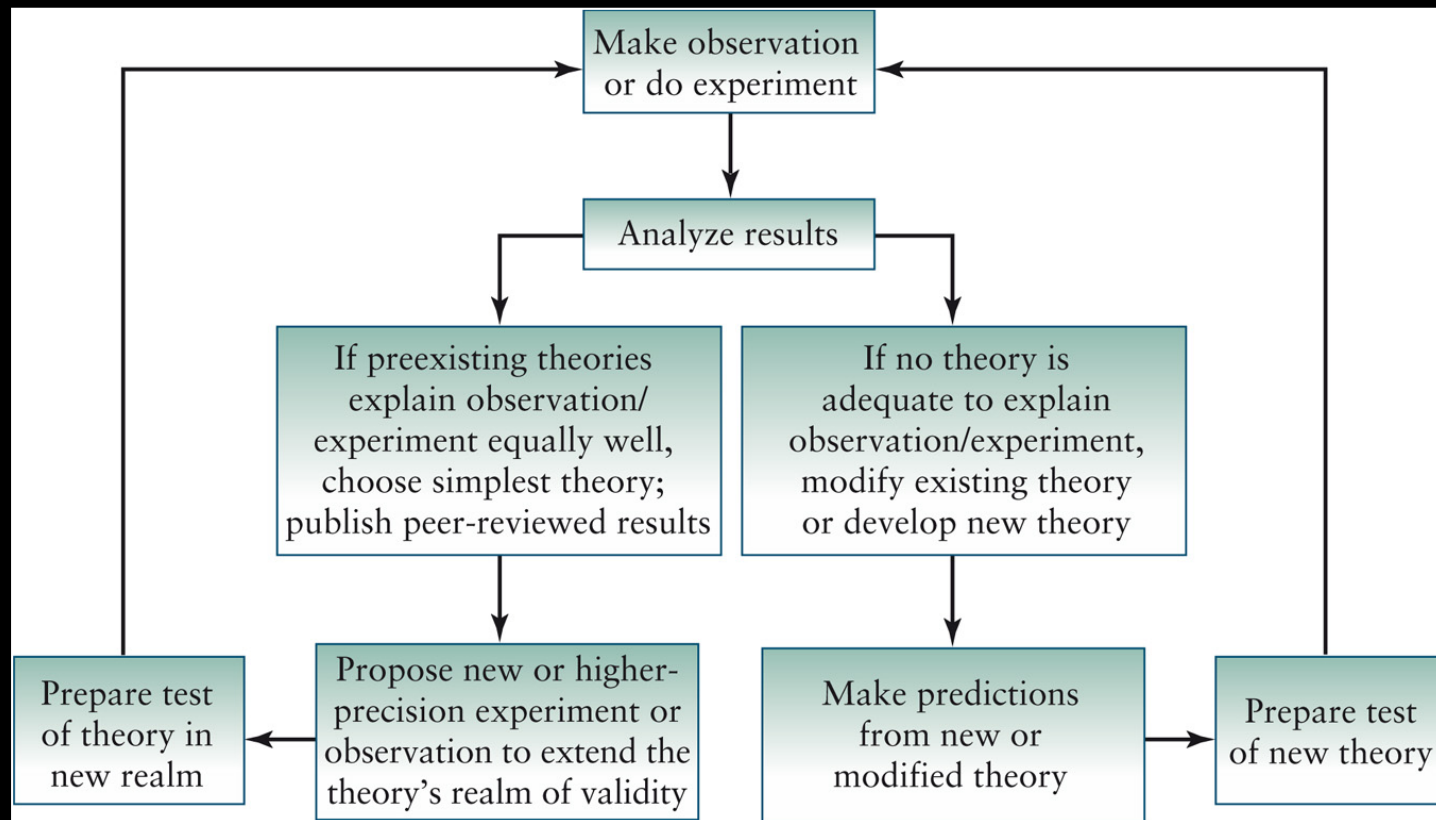 Make observation
or do experiment
Analyze results
If preexisting theories
explain observation/
experiment equally well,
choose simplest theory;
publish peer-reviewed results
If no theory is
adequate to explain
observation/experiment,
modify existing theory
or develop new theory
Prepare test
of theory in
new realm
Propose new or higher-
precision experiment or
observation to extend the
theory’s realm of validity
Make predictions
from new or
modified theory
Prepare test
of new theory